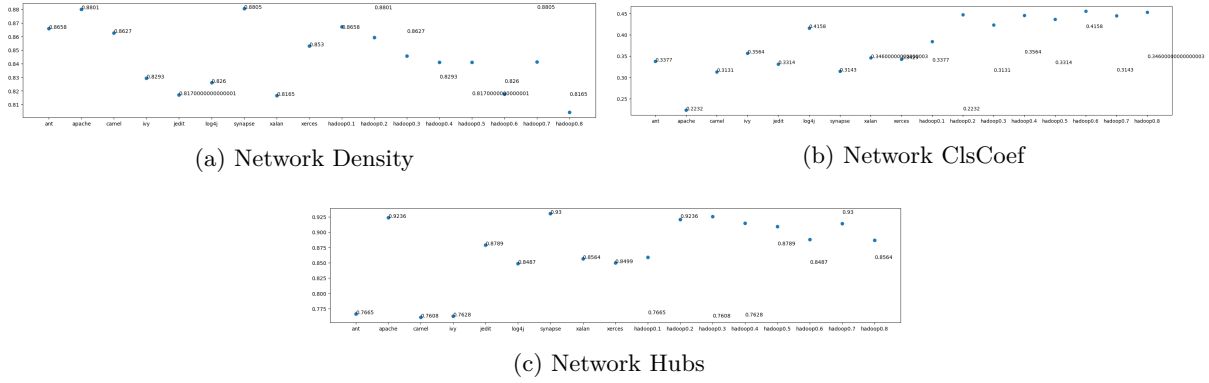 0.88 0.8801 0.8805 0.8801 0.8805
0.87
0.8658 0.8658
0.86 0.8627 0.8627
0.85 0.853
0.84
0.83 0.8293 0.8293
0.826 0.826
0.82
0.8170000000000001 0.8165 0.8170000000000001 0.8165
0.81
ant apache camel ivy jedit log4j synapse xalan xerces hadoop0.1 hadoop0.2 hadoop0.3 hadoop0.4 hadoop0.5 hadoop0.6 hadoop0.7 hadoop0.8
(a) Network Density
0.45
0.4158 0.4158
0.40
0.35 0.3564 0.3564
0.3377 0.34600000000000003 0.3377 0.34600000000000003
0.3314 0.3314
0.30 0.3131 0.3143 0.3131 0.3143
0.25
0.2232 0.2232
ant apache camel ivy jedit log4j synapse xalan xerces hadoop0.1 hadoop0.2 hadoop0.3 hadoop0.4 hadoop0.5 hadoop0.6 hadoop0.7 hadoop0.8
(b) Network ClsCoef
0.925 0.9236 0.93 0.9236 0.93
0.900
0.875 0.8789 0.8789
0.850 0.8487 0.8564 0.8499 0.8487 0.8564
0.825
0.800
0.775
0.7665 0.7608 0.7628 0.7665 0.7608 0.7628
ant apache camel ivy jedit log4j synapse xalan xerces hadoop0.1 hadoop0.2 hadoop0.3 hadoop0.4 hadoop0.5 hadoop0.6 hadoop0.7 hadoop0.8
(c) Network Hubs